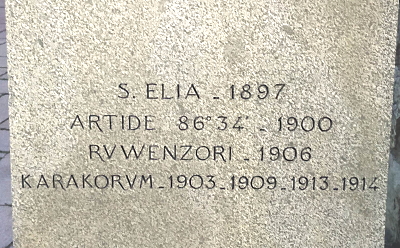 S. ELIA - 1897
ARTIDE 86° 34' - 1900
RVWENZORI - 1906
KARAKORVM - 1903 - 1909 - 1913 - 1914